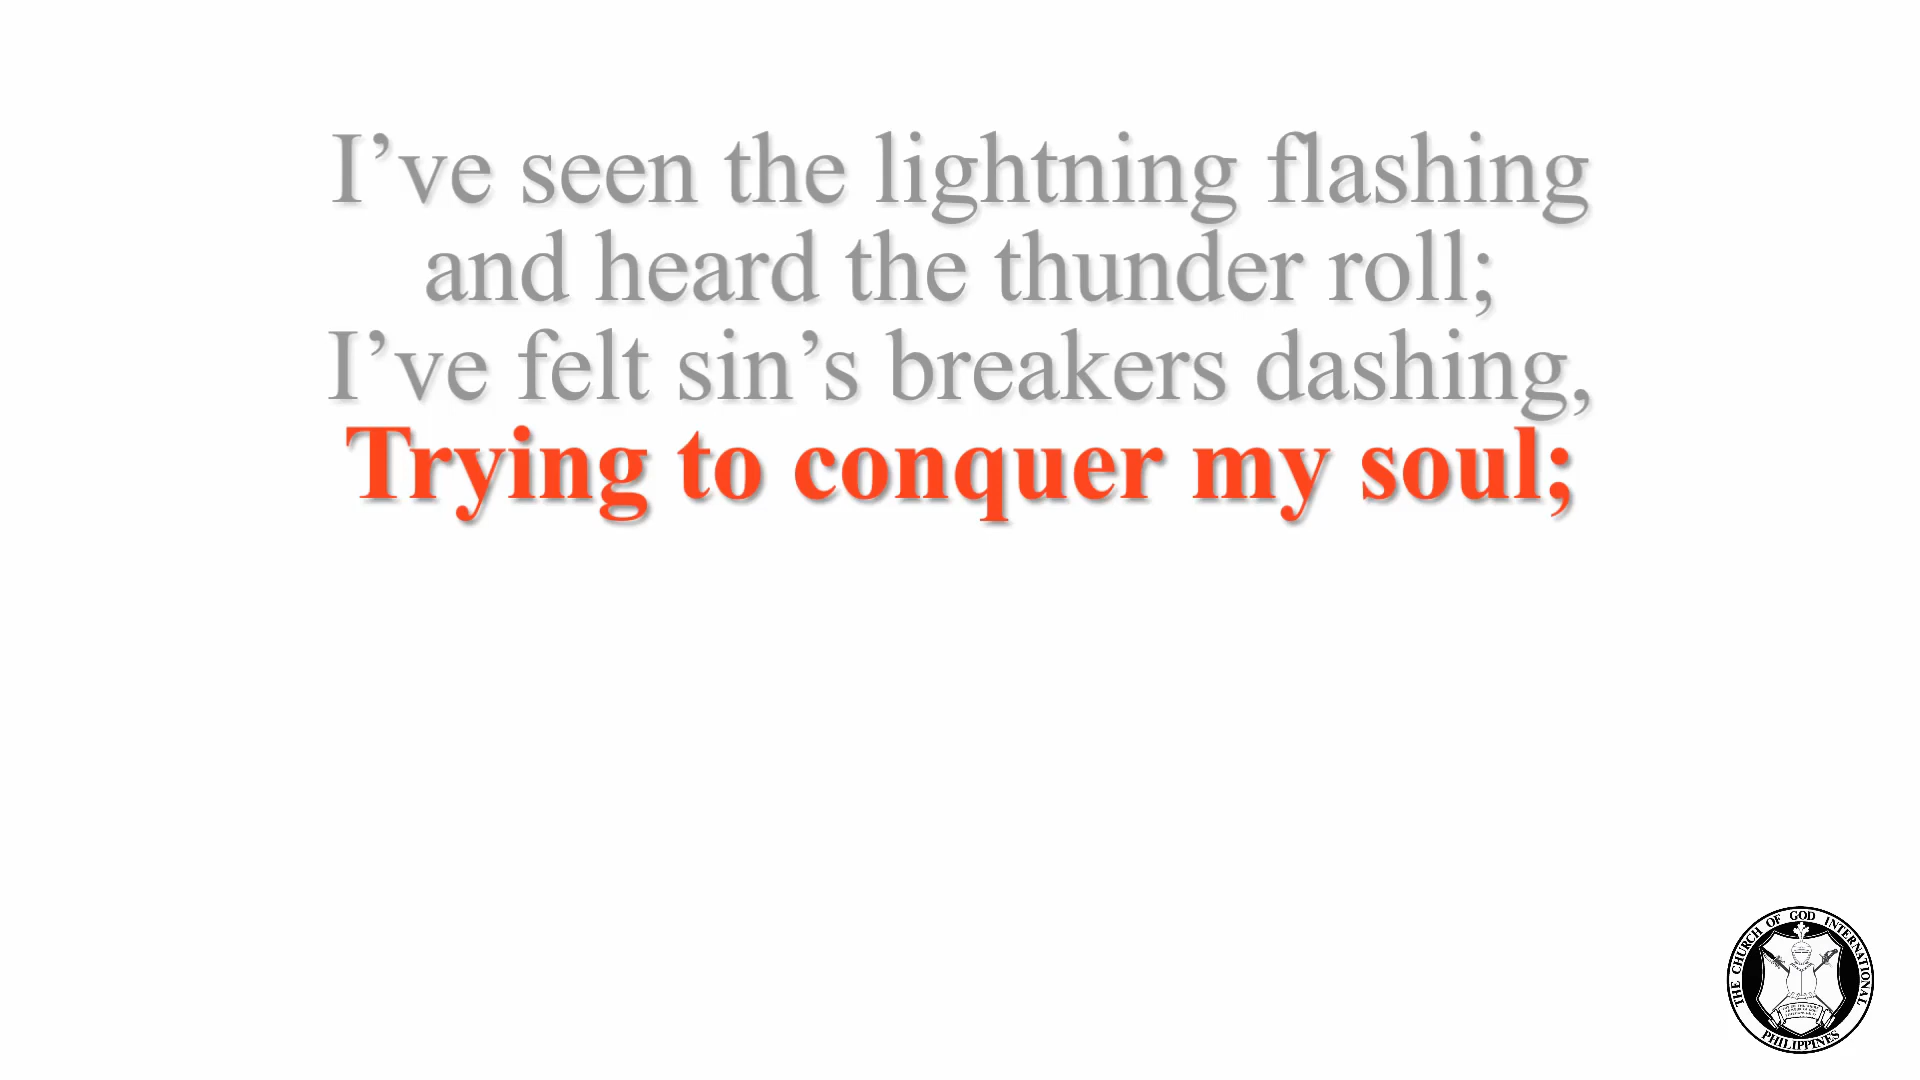 I’ve seen the lightning flashing
and heard the thunder roll;
I’ve felt sin’s breakers dashing,
Trying to conquer my soul;
THE CHURCH OF GOD INTERNATIONAL
PHILIPPINES